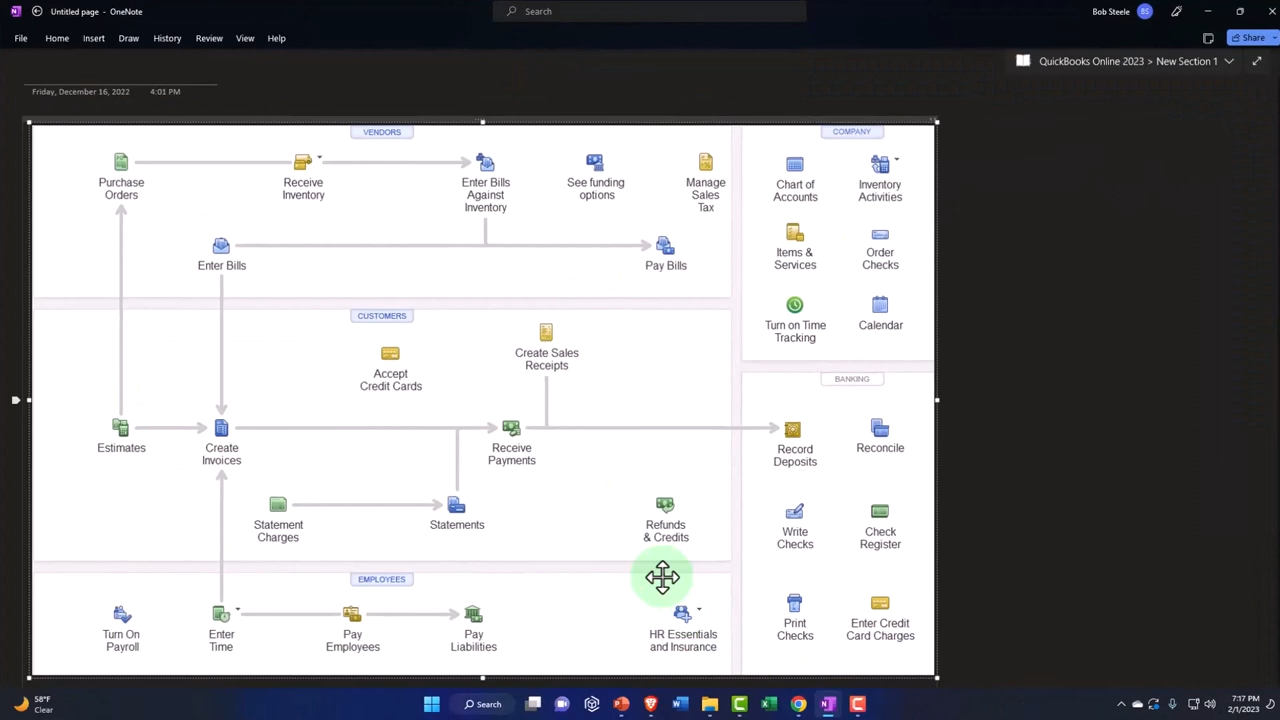 Untitled page - OneNote
Search
Bob Steele
BS
File
Home
Insert
Draw
History
Review
View
Help
Share
QuickBooks Online 2023 > New Section 1
Friday, December 16, 2022
4:01 PM
VENDORS
Purchase
Orders
Receive
Inventory
Enter Bills
Against
Inventory
See funding
options
Manage
Sales
Tax
Enter Bills
Pay Bills
CUSTOMERS
Accept
Credit Cards
Create Sales
Receipts
Estimates
Create
Invoices
Receive
Payments
Statement
Charges
Statements
Refunds
& Credits
EMPLOYEES
Turn On
Payroll
Enter
Time
Pay
Employees
Pay
Liabilities
HR Essentials
and Insurance
COMPANY
Chart of
Accounts
Inventory
Activities
Items &
Services
Order
Checks
Turn on Time
Tracking
Calendar
BANKING
Record
Deposits
Reconcile
Write
Checks
Check
Register
Print
Checks
Enter Credit
Card Charges
58°F
Clear
Search
7:17 PM
2/1/2023